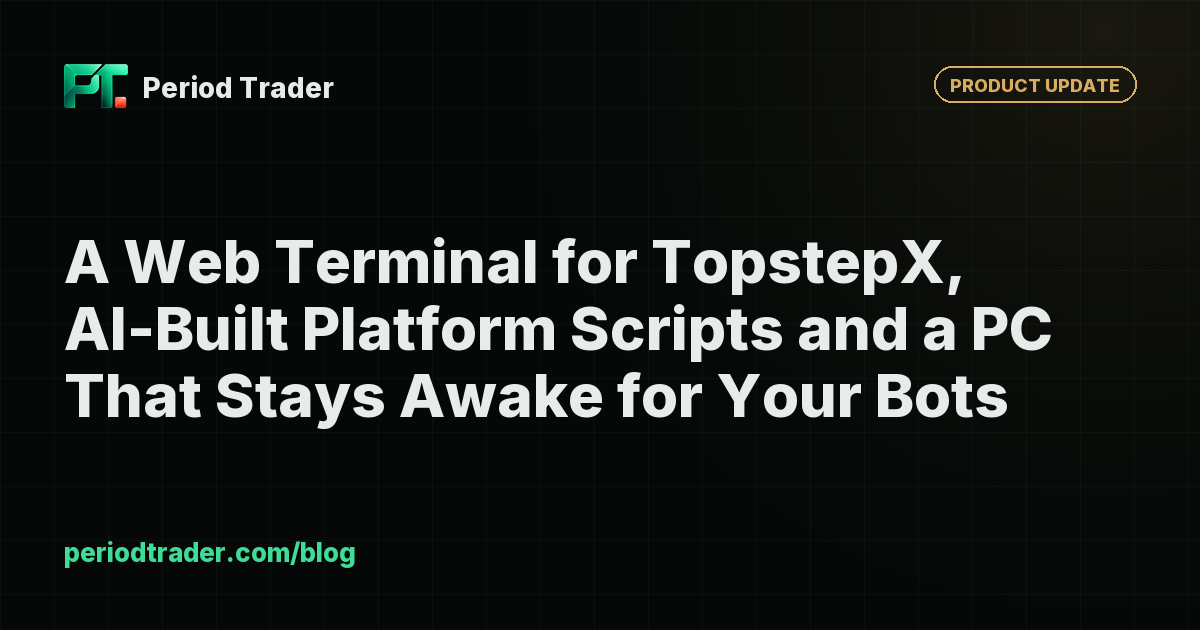 PT.
Period Trader
PRODUCT UPDATE
A Web Terminal for TopstepX,
AI-Built Platform Scripts and a PC
That Stays Awake for Your Bots
periodtrader.com/blog